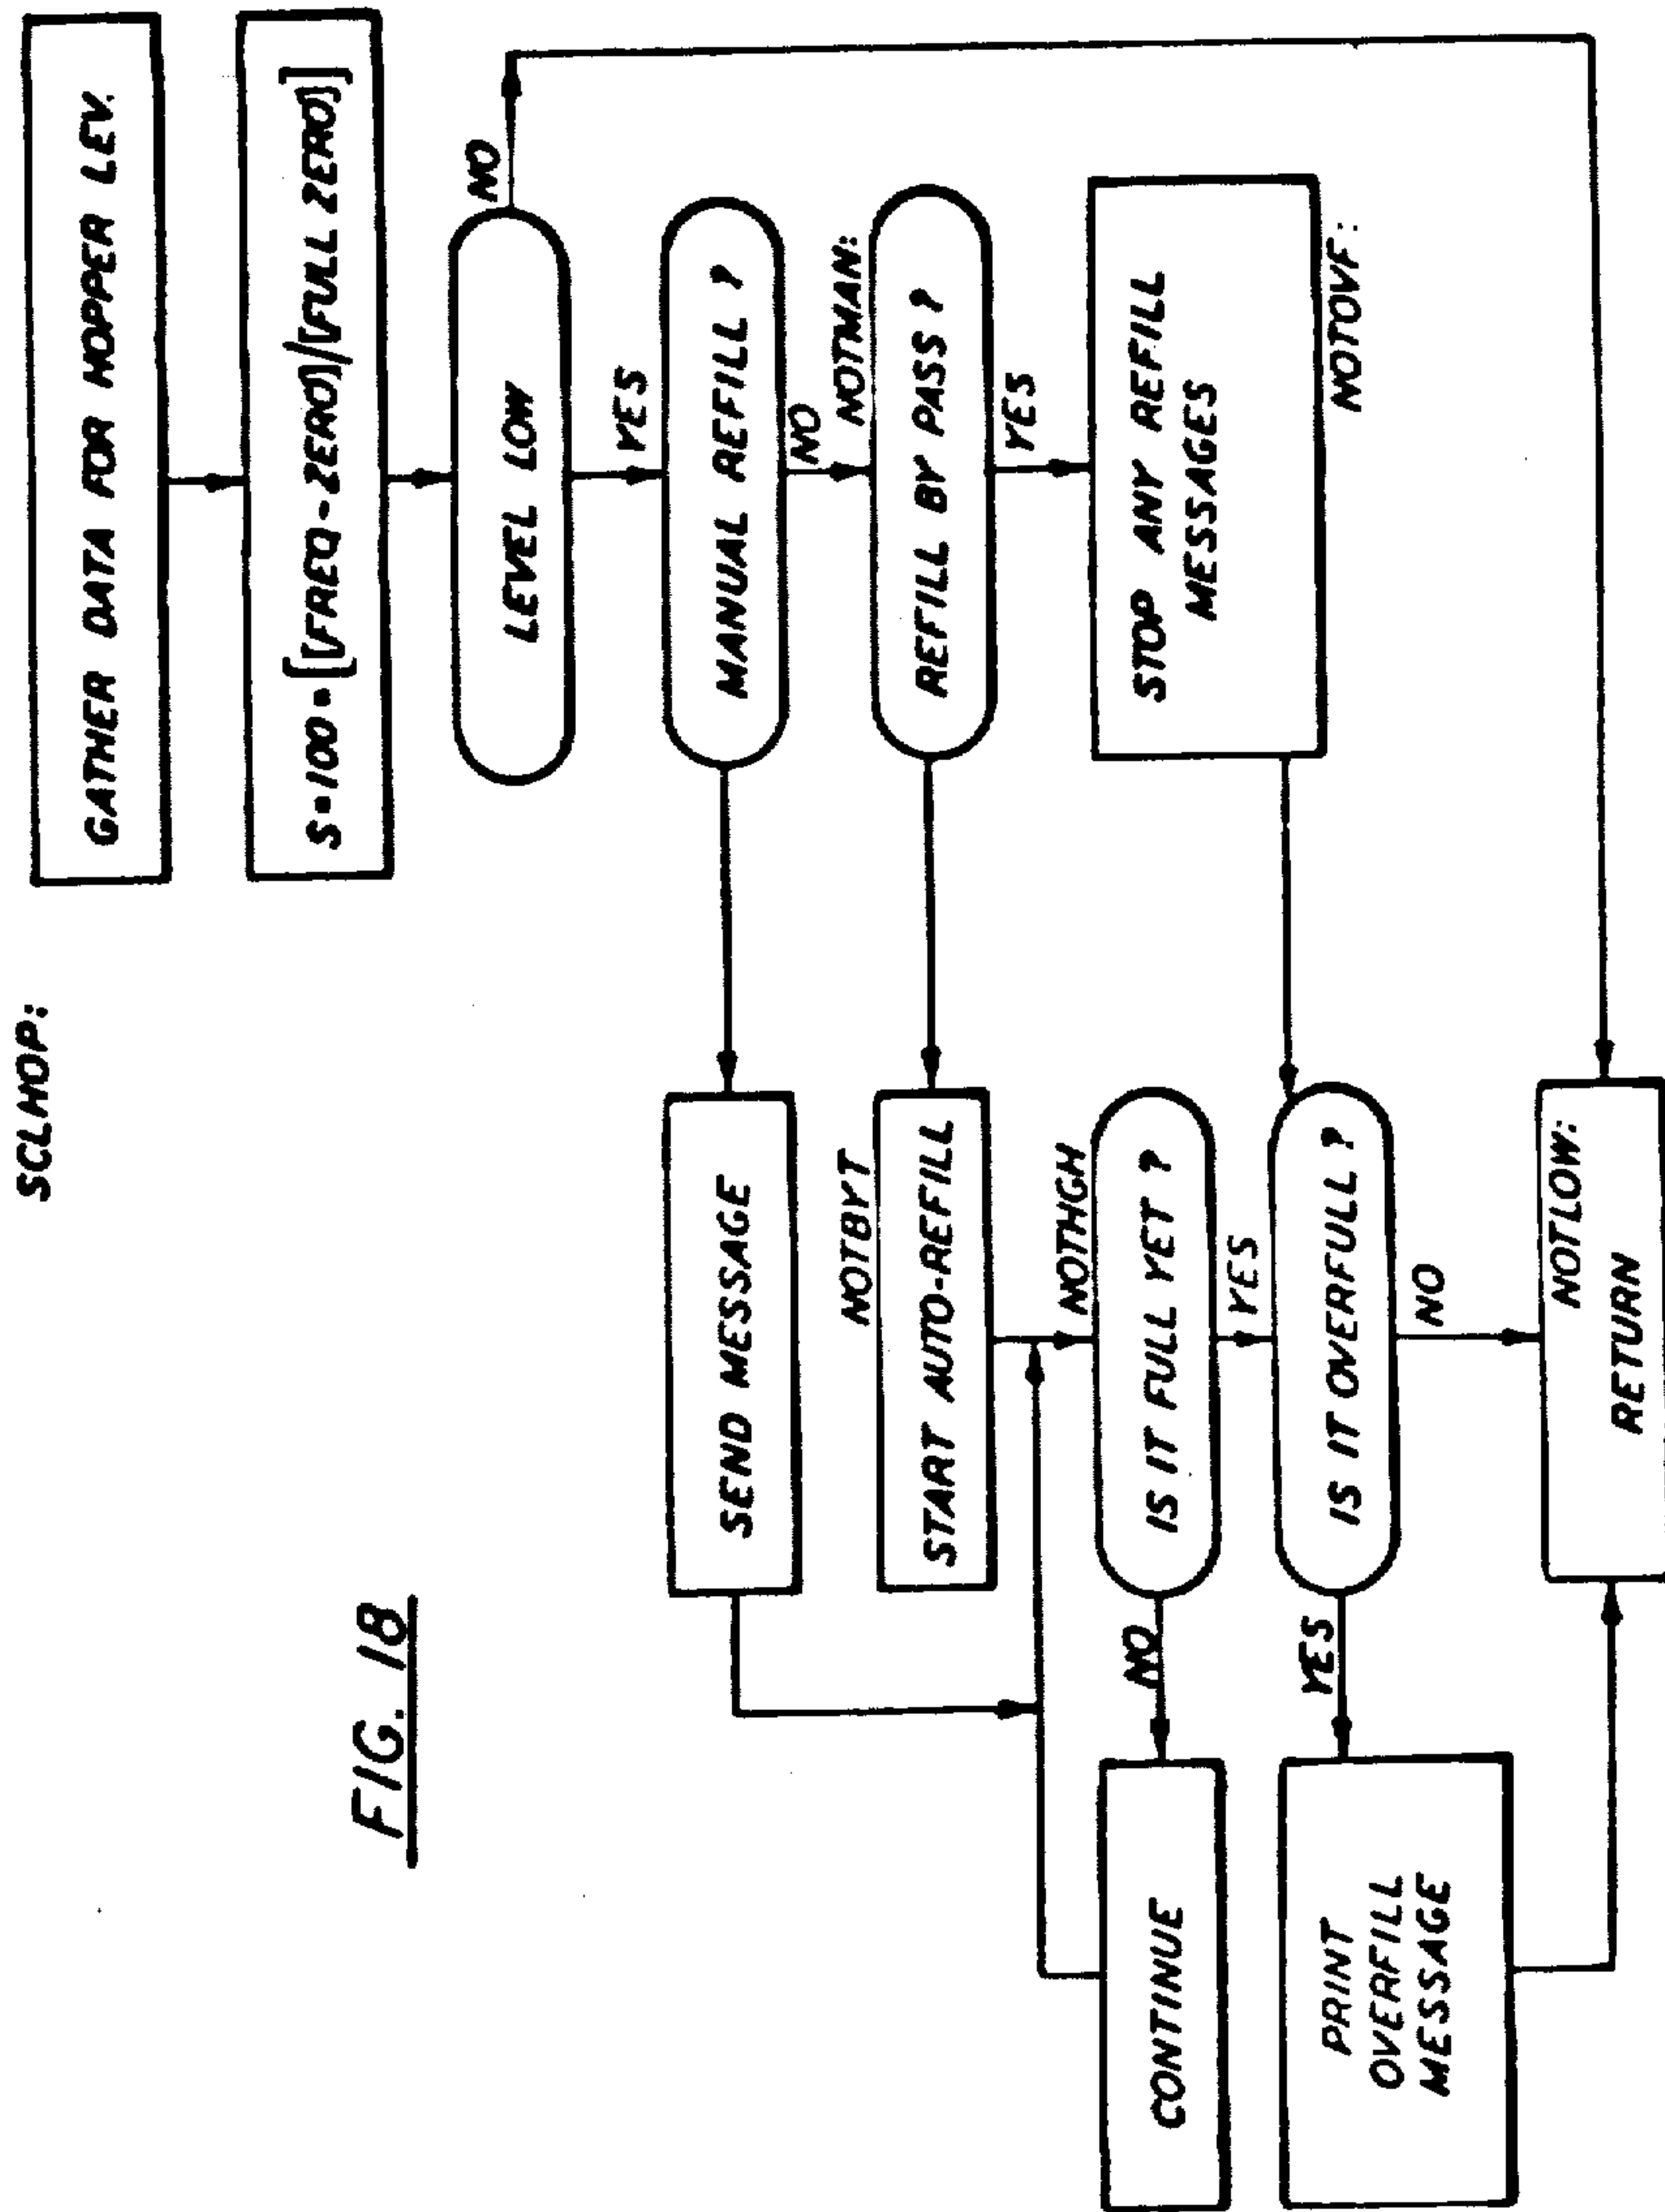 SCLHOP:
GATHER DATA FOR HOPPER LEV.
S=100=[[FREQ-ZERO]/[FULL ZERO]]
LEVEL LOW
NO
YES
MANUAL REFILL ?
NO
NOTMAN:
REFILL BY PASS ?
YES
STOP ANY REFILL
MESSAGES
NOTOVF:
SEND MESSAGE
NOTBYT
START AUTO-REFILL
NOTHGH
IS IT FULL YET ?
NO
YES
IS IT OVERFULL ?
YES
NO
NOTLOW:
RETURN
CONTINUE
PRINT
OVERFILL
MESSAGE
FIG. 18